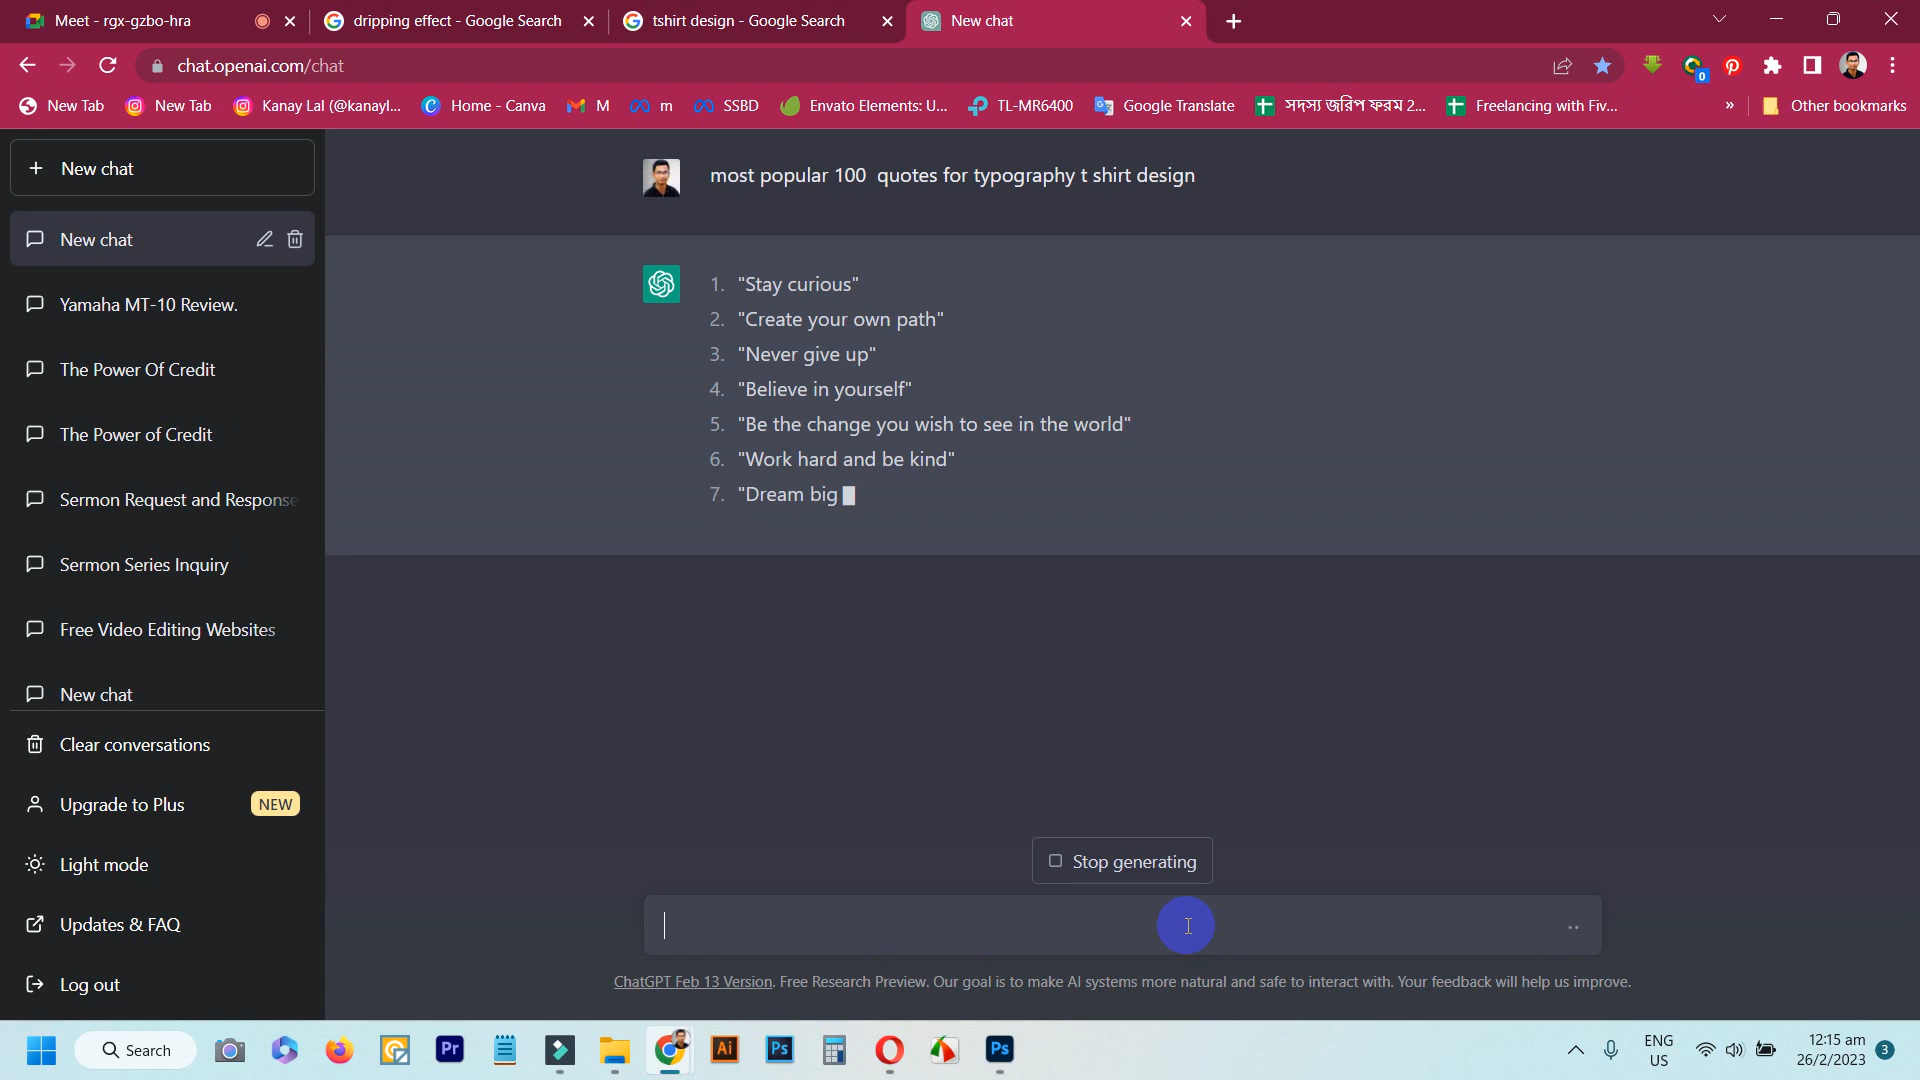 Meet - rgx-gzbo-hra
dripping effect - Google Search
tshirt design - Google Search
New chat
chat.openai.com/chat
0
New Tab
New Tab
Kanay Lal (@kanayl...
Home - Canva
M
m
SSBD
Envato Elements: U...
TL-MR6400
Google Translate
সদস্য জরিপ ফরম 2...
Freelancing with Fiv...
»
Other bookmarks
+ New chat
New chat
Yamaha MT-10 Review.
The Power Of Credit
The Power of Credit
Sermon Request and Response
Sermon Series Inquiry
Free Video Editing Websites
New chat
Clear conversations
Upgrade to Plus
NEW
Light mode
Updates & FAQ
Log out
most popular 100  quotes for typography t shirt design
1. "Stay curious"
2. "Create your own path"
3. "Never give up"
4. "Believe in yourself"
5. "Be the change you wish to see in the world"
6. "Work hard and be kind"
7. "Dream big
Stop generating
ChatGPT Feb 13 Version. Free Research Preview. Our goal is to make AI systems more natural and safe to interact with. Your feedback will help us improve.
Search
Pr
Ai
Ps
Ps
ENG
US
12:15 am
26/2/2023
3